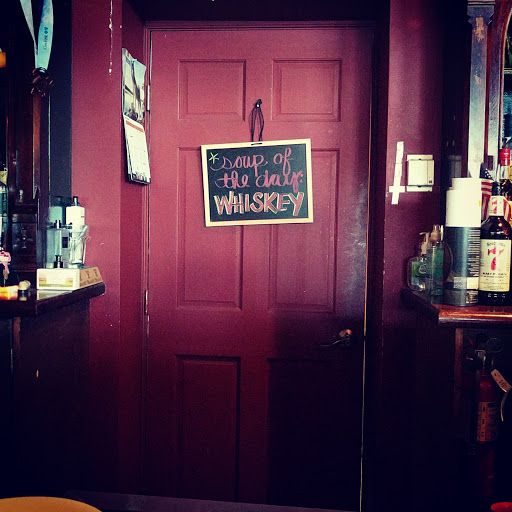 *soup of
the day:
WHISKEY